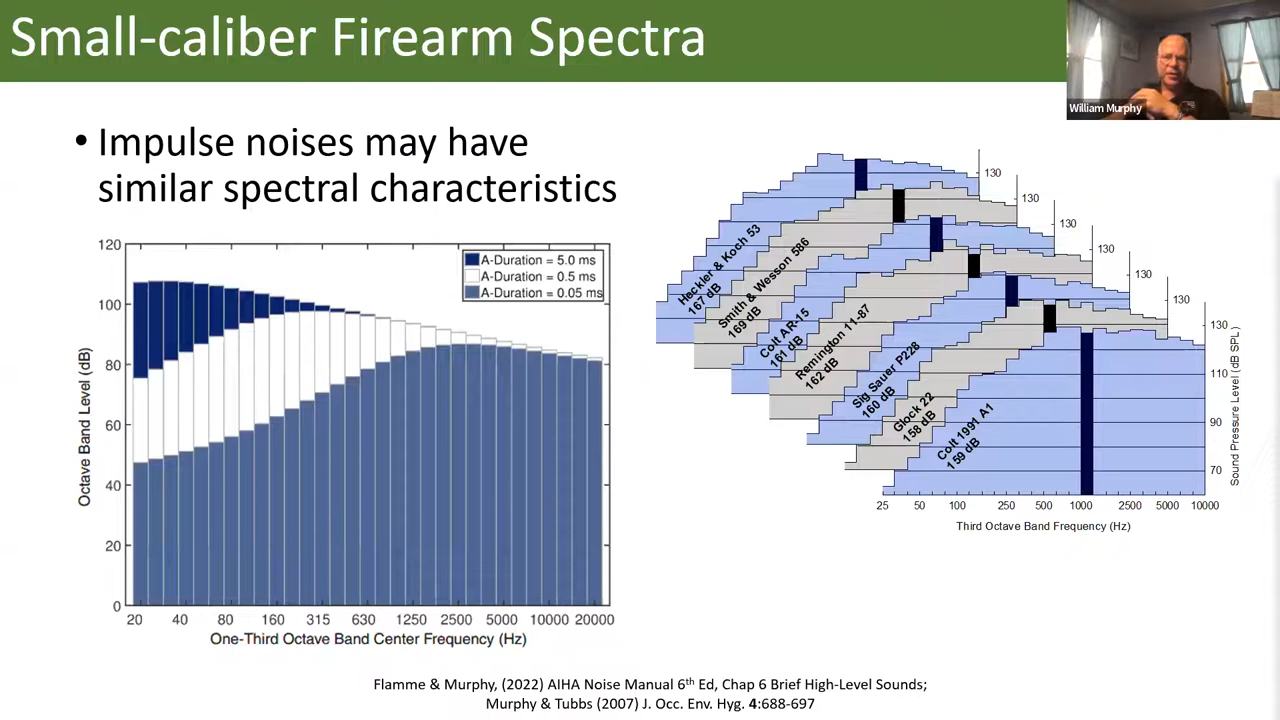 Small-caliber Firearm Spectra
William Murphy
• Impulse noises may have
similar spectral characteristics
120
100
80
60
40
20
0
Octave Band Level (dB)
A-Duration = 5.0 ms
A-Duration = 0.5 ms
A-Duration = 0.05 ms
20 40 80 160 315 630 1250 2500 5000 10000 20000
One-Third Octave Band Center Frequency (Hz)
130
130
130
130
130
130
130
110
90
70
Sound Pressure Level (dB SPL)
Heckler & Koch 53
167 dB
Smith & Wesson 586
169 dB
Colt AR-15
161 dB
Remington 11-87
162 dB
Sig Sauer P228
160 dB
Glock 22
158 dB
Colt 1991 A1
159 dB
25 50 100 250 500 1000 2500 5000 10000
Third Octave Band Frequency (Hz)
Flamme & Murphy, (2022) AIHA Noise Manual 6th Ed, Chap 6 Brief High-Level Sounds;
Murphy & Tubbs (2007) J. Occ. Env. Hyg. 4:688-697